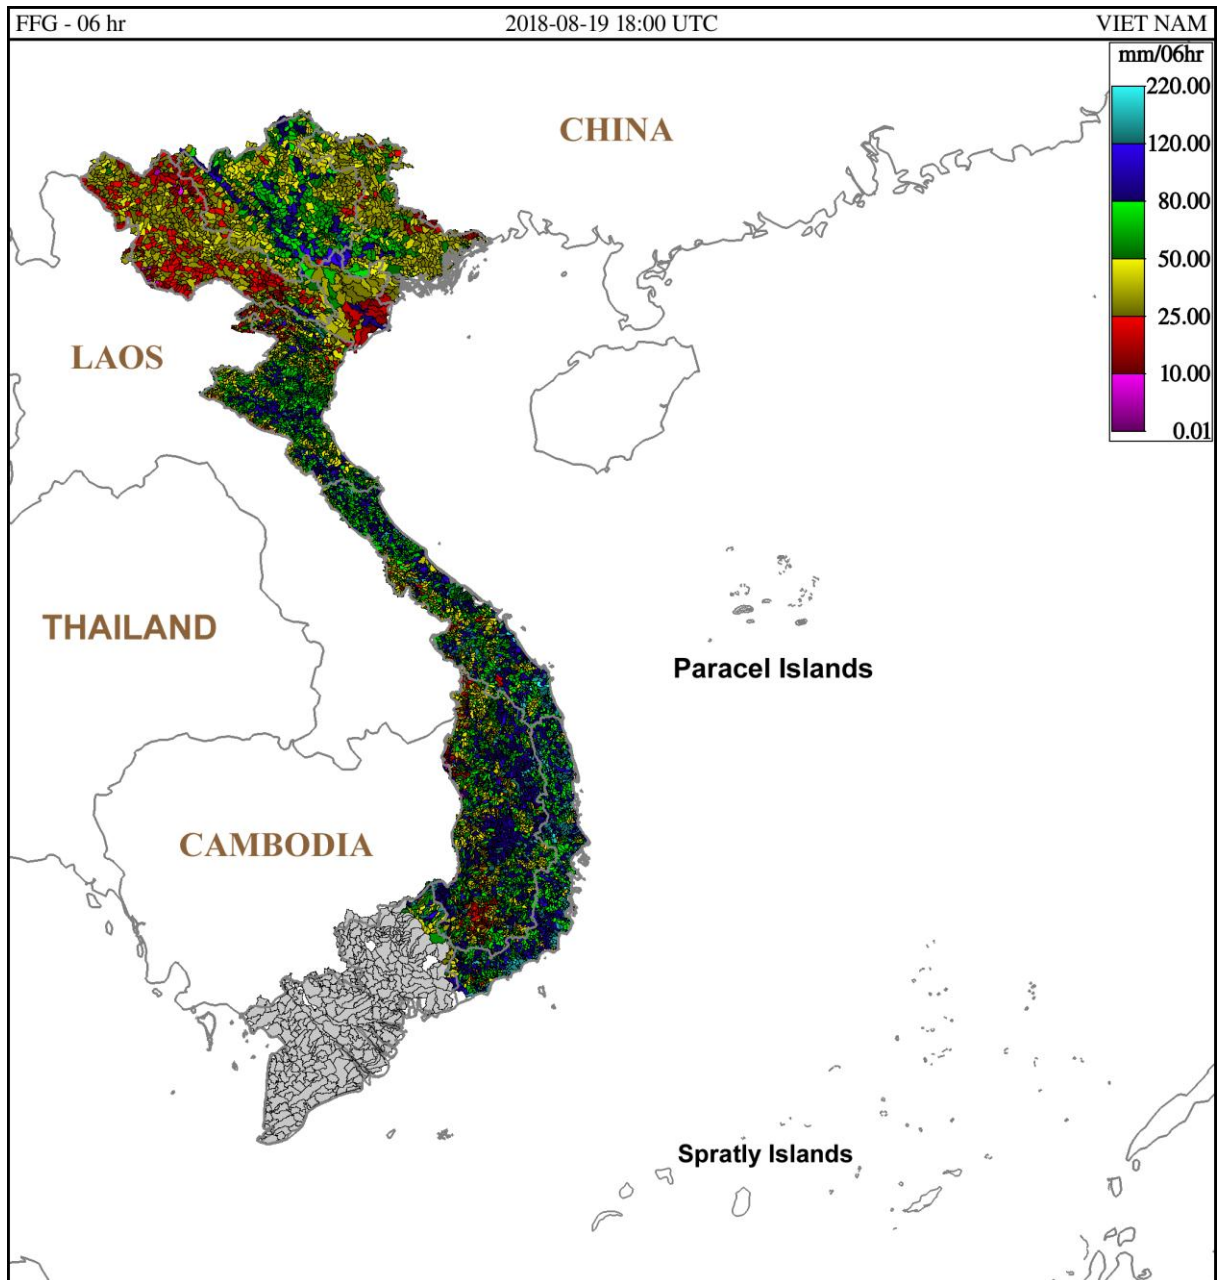 FFG - 06 hr
2018-08-19 18:00 UTC
VIET NAM
mm/06hr
220.00
120.00
80.00
50.00
25.00
10.00
0.01
CHINA
LAOS
THAILAND
Paracel Islands
CAMBODIA
Spratly Islands